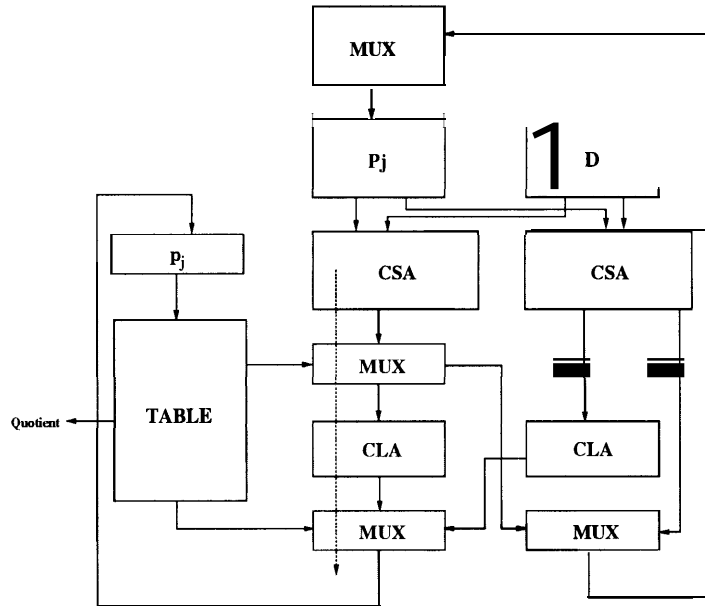 MUX
Pj
1 D
pj
CSA
CSA
MUX
TABLE
Quotient
CLA
CLA
MUX
MUX